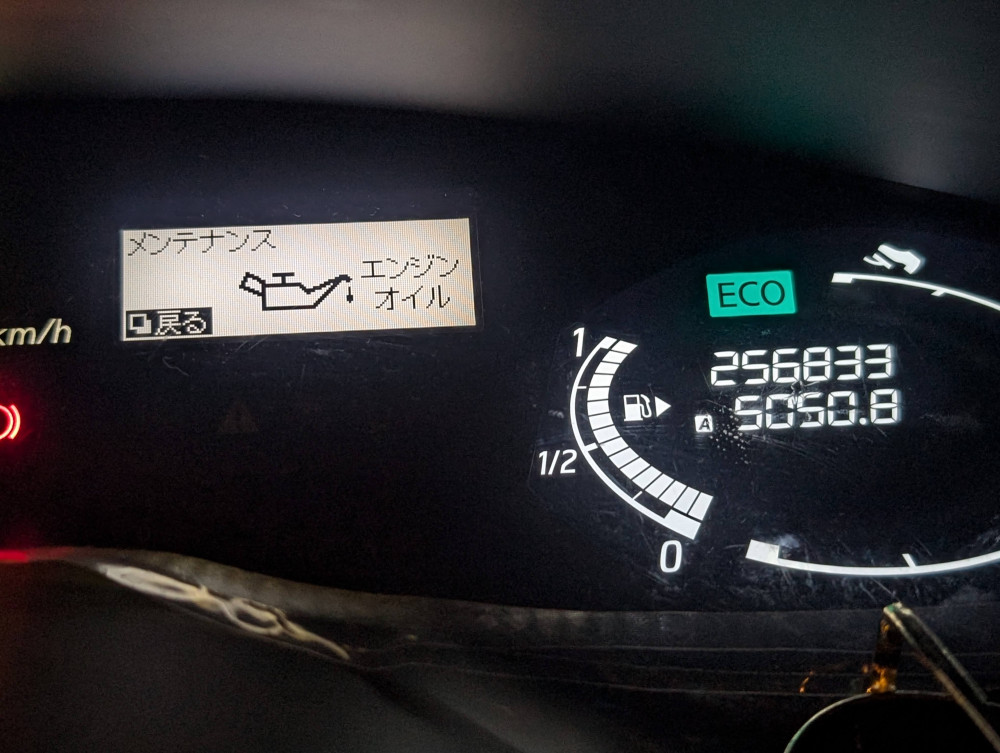 メンテナンス
エンジン
オイル
戻る
km/h
ECO
1
1/2
0
256833
A 5050.8